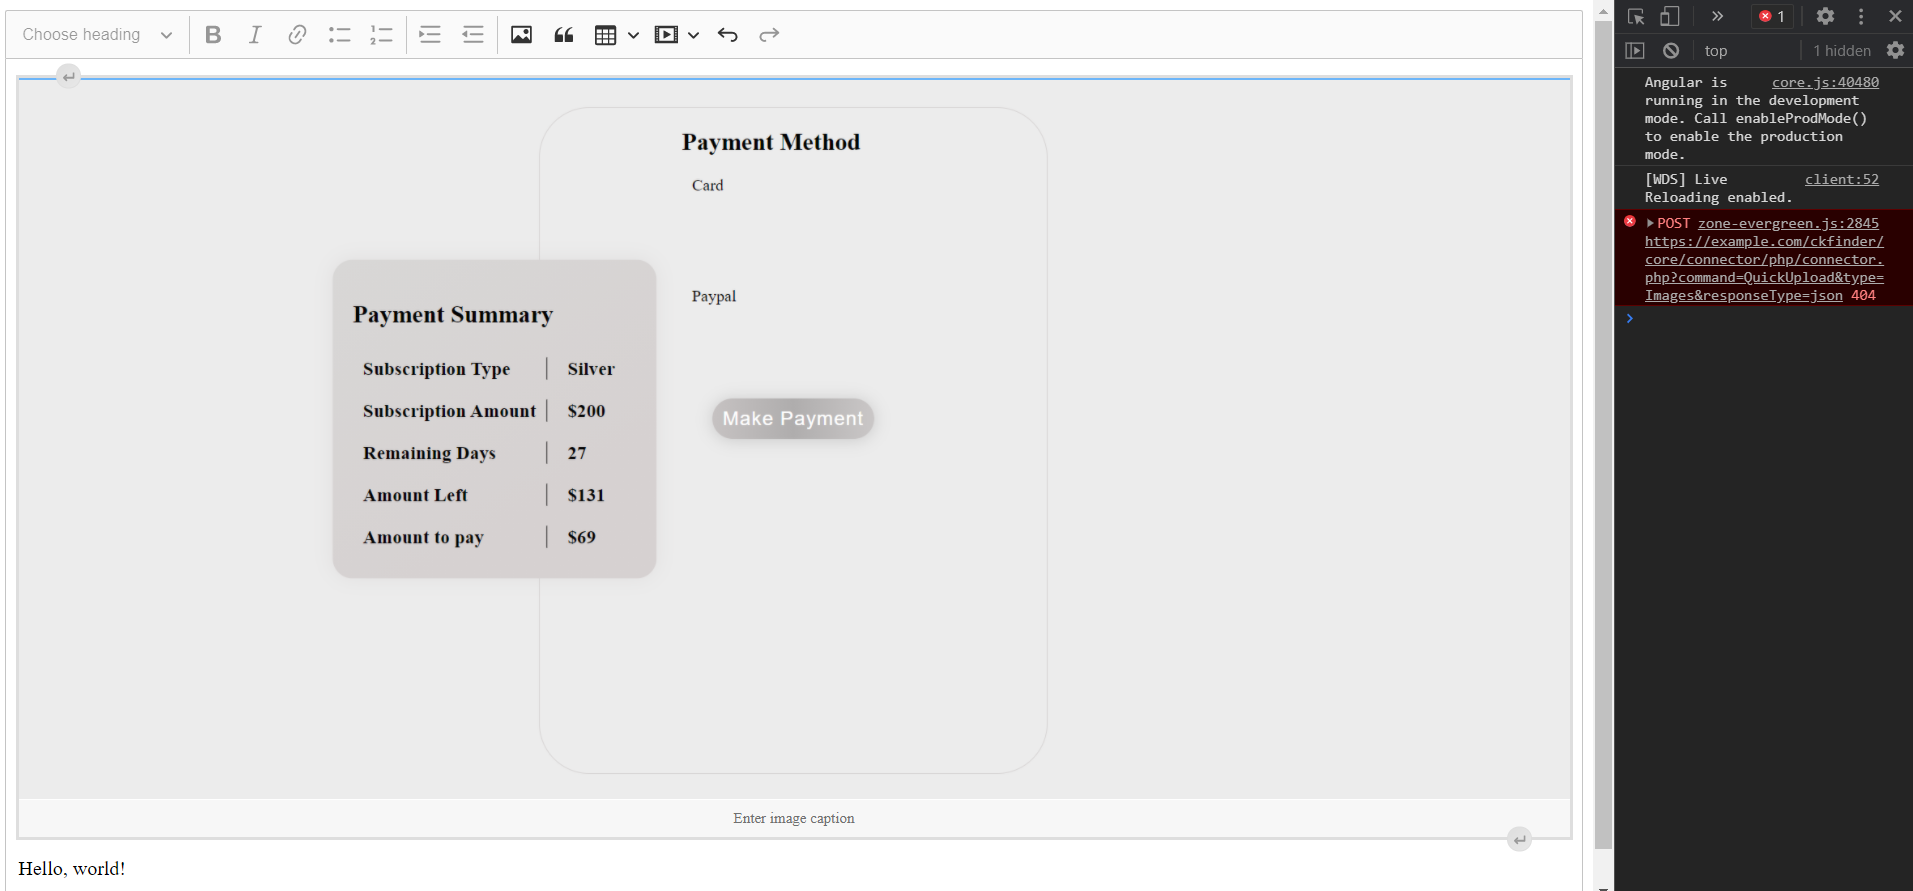 Choose heading
Payment Method
Card
Paypal
Make Payment
Payment Summary
Subscription Type | Silver
Subscription Amount | $200
Remaining Days | 27
Amount Left | $131
Amount to pay | $69
Enter image caption
Hello, world!
1
top
1 hidden
Angular is core.js:40480
running in the development
mode. Call enableProdMode()
to enable the production
mode.
[WDS] Live client:52
Reloading enabled.
POST zone-evergreen.js:2845
https://example.com/ckfinder/
core/connector/php/connector.
php?command=QuickUpload&type=
Images&responseType=json 404